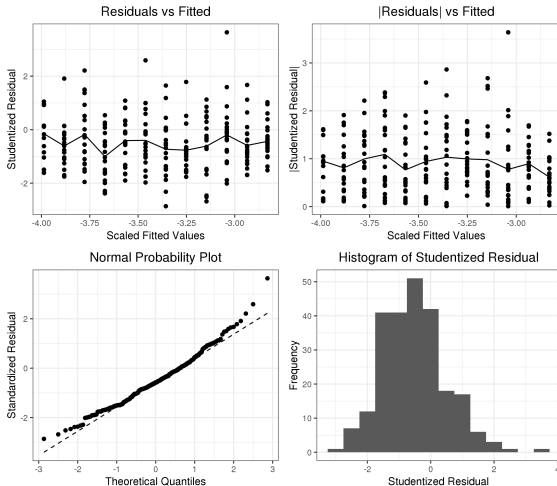 Residuals vs Fitted
Studentized Residual
2
0
-2
-4.00 -3.75 -3.50 -3.25 -3.00
Scaled Fitted Values
|Residuals| vs Fitted
|Studentized Residual|
3
2
1
0
-4.00 -3.75 -3.50 -3.25 -3.00
Scaled Fitted Values
Normal Probability Plot
Standardized Residual
2
0
-2
-3 -2 -1 0 1 2 3
Theoretical Quantiles
Histogram of Studentized Residual
Frequency
50
40
30
20
10
0
-2 0 2 4
Studentized Residual